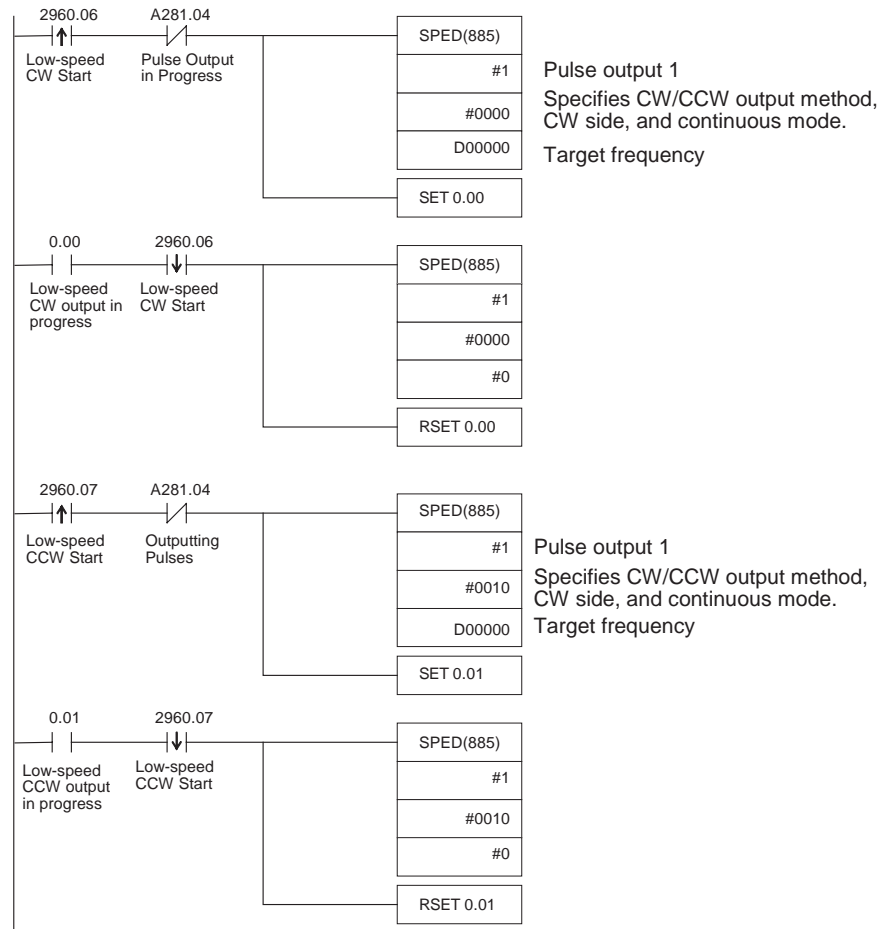 2960.06 A281.04
Low-speed CW Start
Pulse Output in Progress
SPED(885)
#1 Pulse output 1
#0000 Specifies CW/CCW output method,
CW side, and continuous mode.
D00000 Target frequency
SET 0.00
0.00 2960.06
Low-speed CW output in progress
Low-speed CW Start
SPED(885)
#1
#0000
#0
RSET 0.00
2960.07 A281.04
Low-speed CCW Start
Outputting Pulses
SPED(885)
#1 Pulse output 1
#0010 Specifies CW/CCW output method,
CW side, and continuous mode.
D00000 Target frequency
SET 0.01
0.01 2960.07
Low-speed CCW output in progress
Low-speed CCW Start
SPED(885)
#1
#0010
#0
RSET 0.01